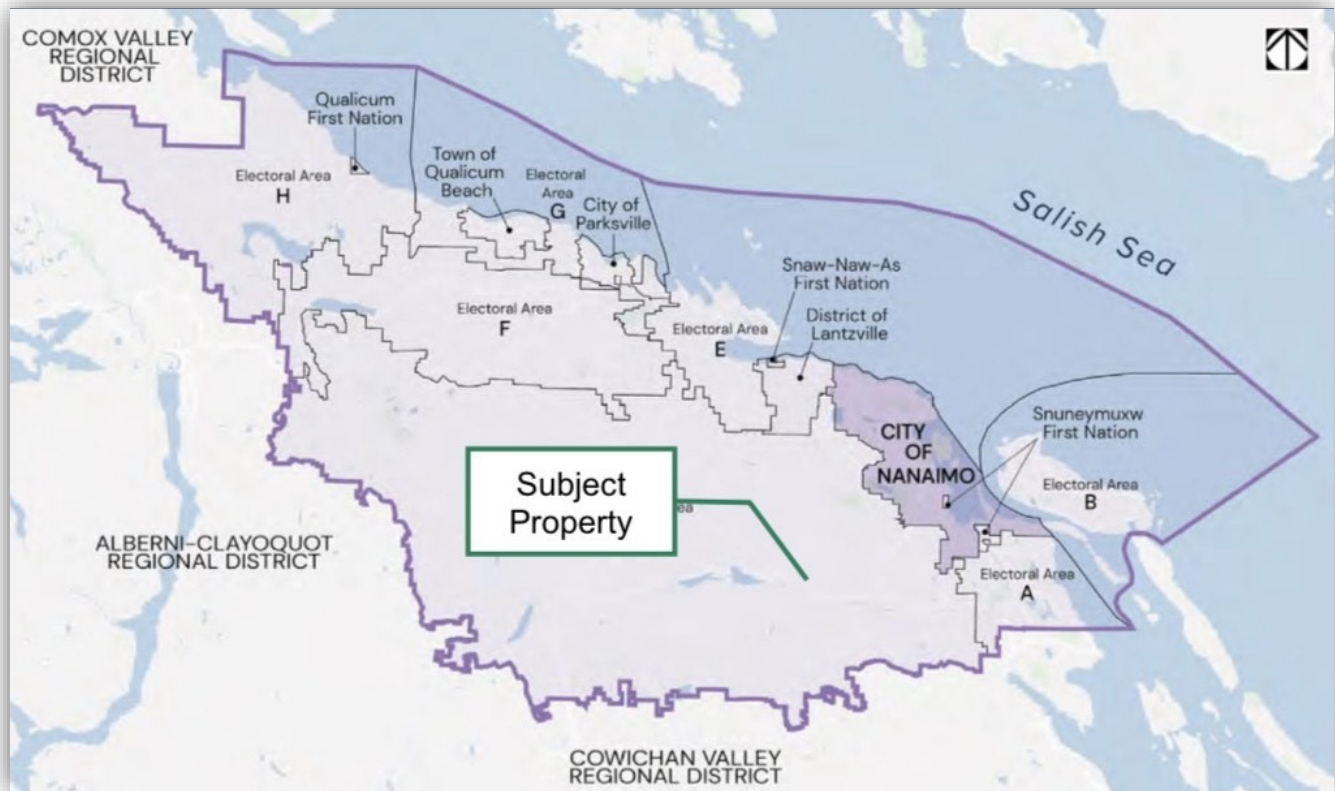 COMOX VALLEY
REGIONAL
DISTRICT
Qualicum
First Nation
Electoral Area
H
Town of
Qualicum
Beach
Electoral
Area
G
City of
Parksville
Salish Sea
Snaw-Naw-As
First Nation
District of
Lantzville
Electoral Area
F
Electoral Area
E
Snuneymuxw
First Nation
CITY
OF
NANAIMO
Electoral Area
B
Subject
Property
ea
ALBERNI-CLAYOQUOT
REGIONAL DISTRICT
Electoral Area
A
COWICHAN VALLEY
REGIONAL DISTRICT